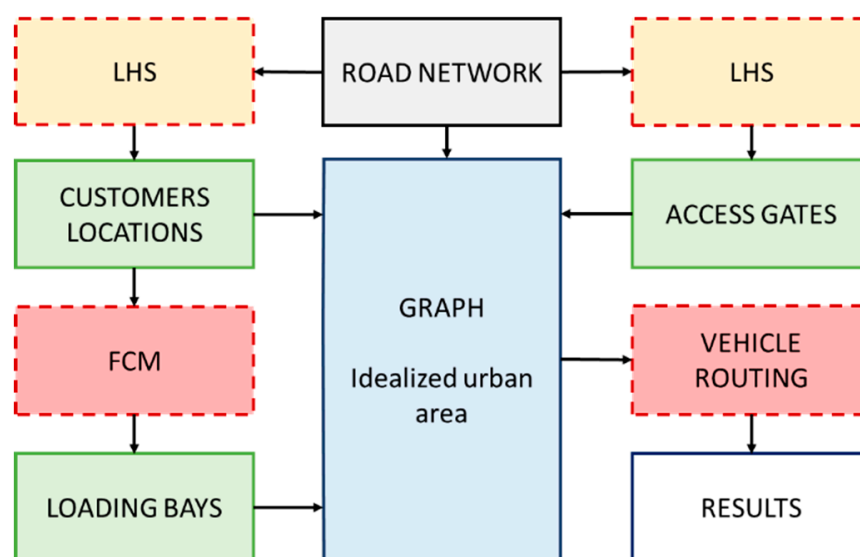 LHS
ROAD NETWORK
LHS
CUSTOMERS
LOCATIONS
ACCESS GATES
GRAPH
Idealized urban
area
FCM
VEHICLE
ROUTING
LOADING BAYS
RESULTS